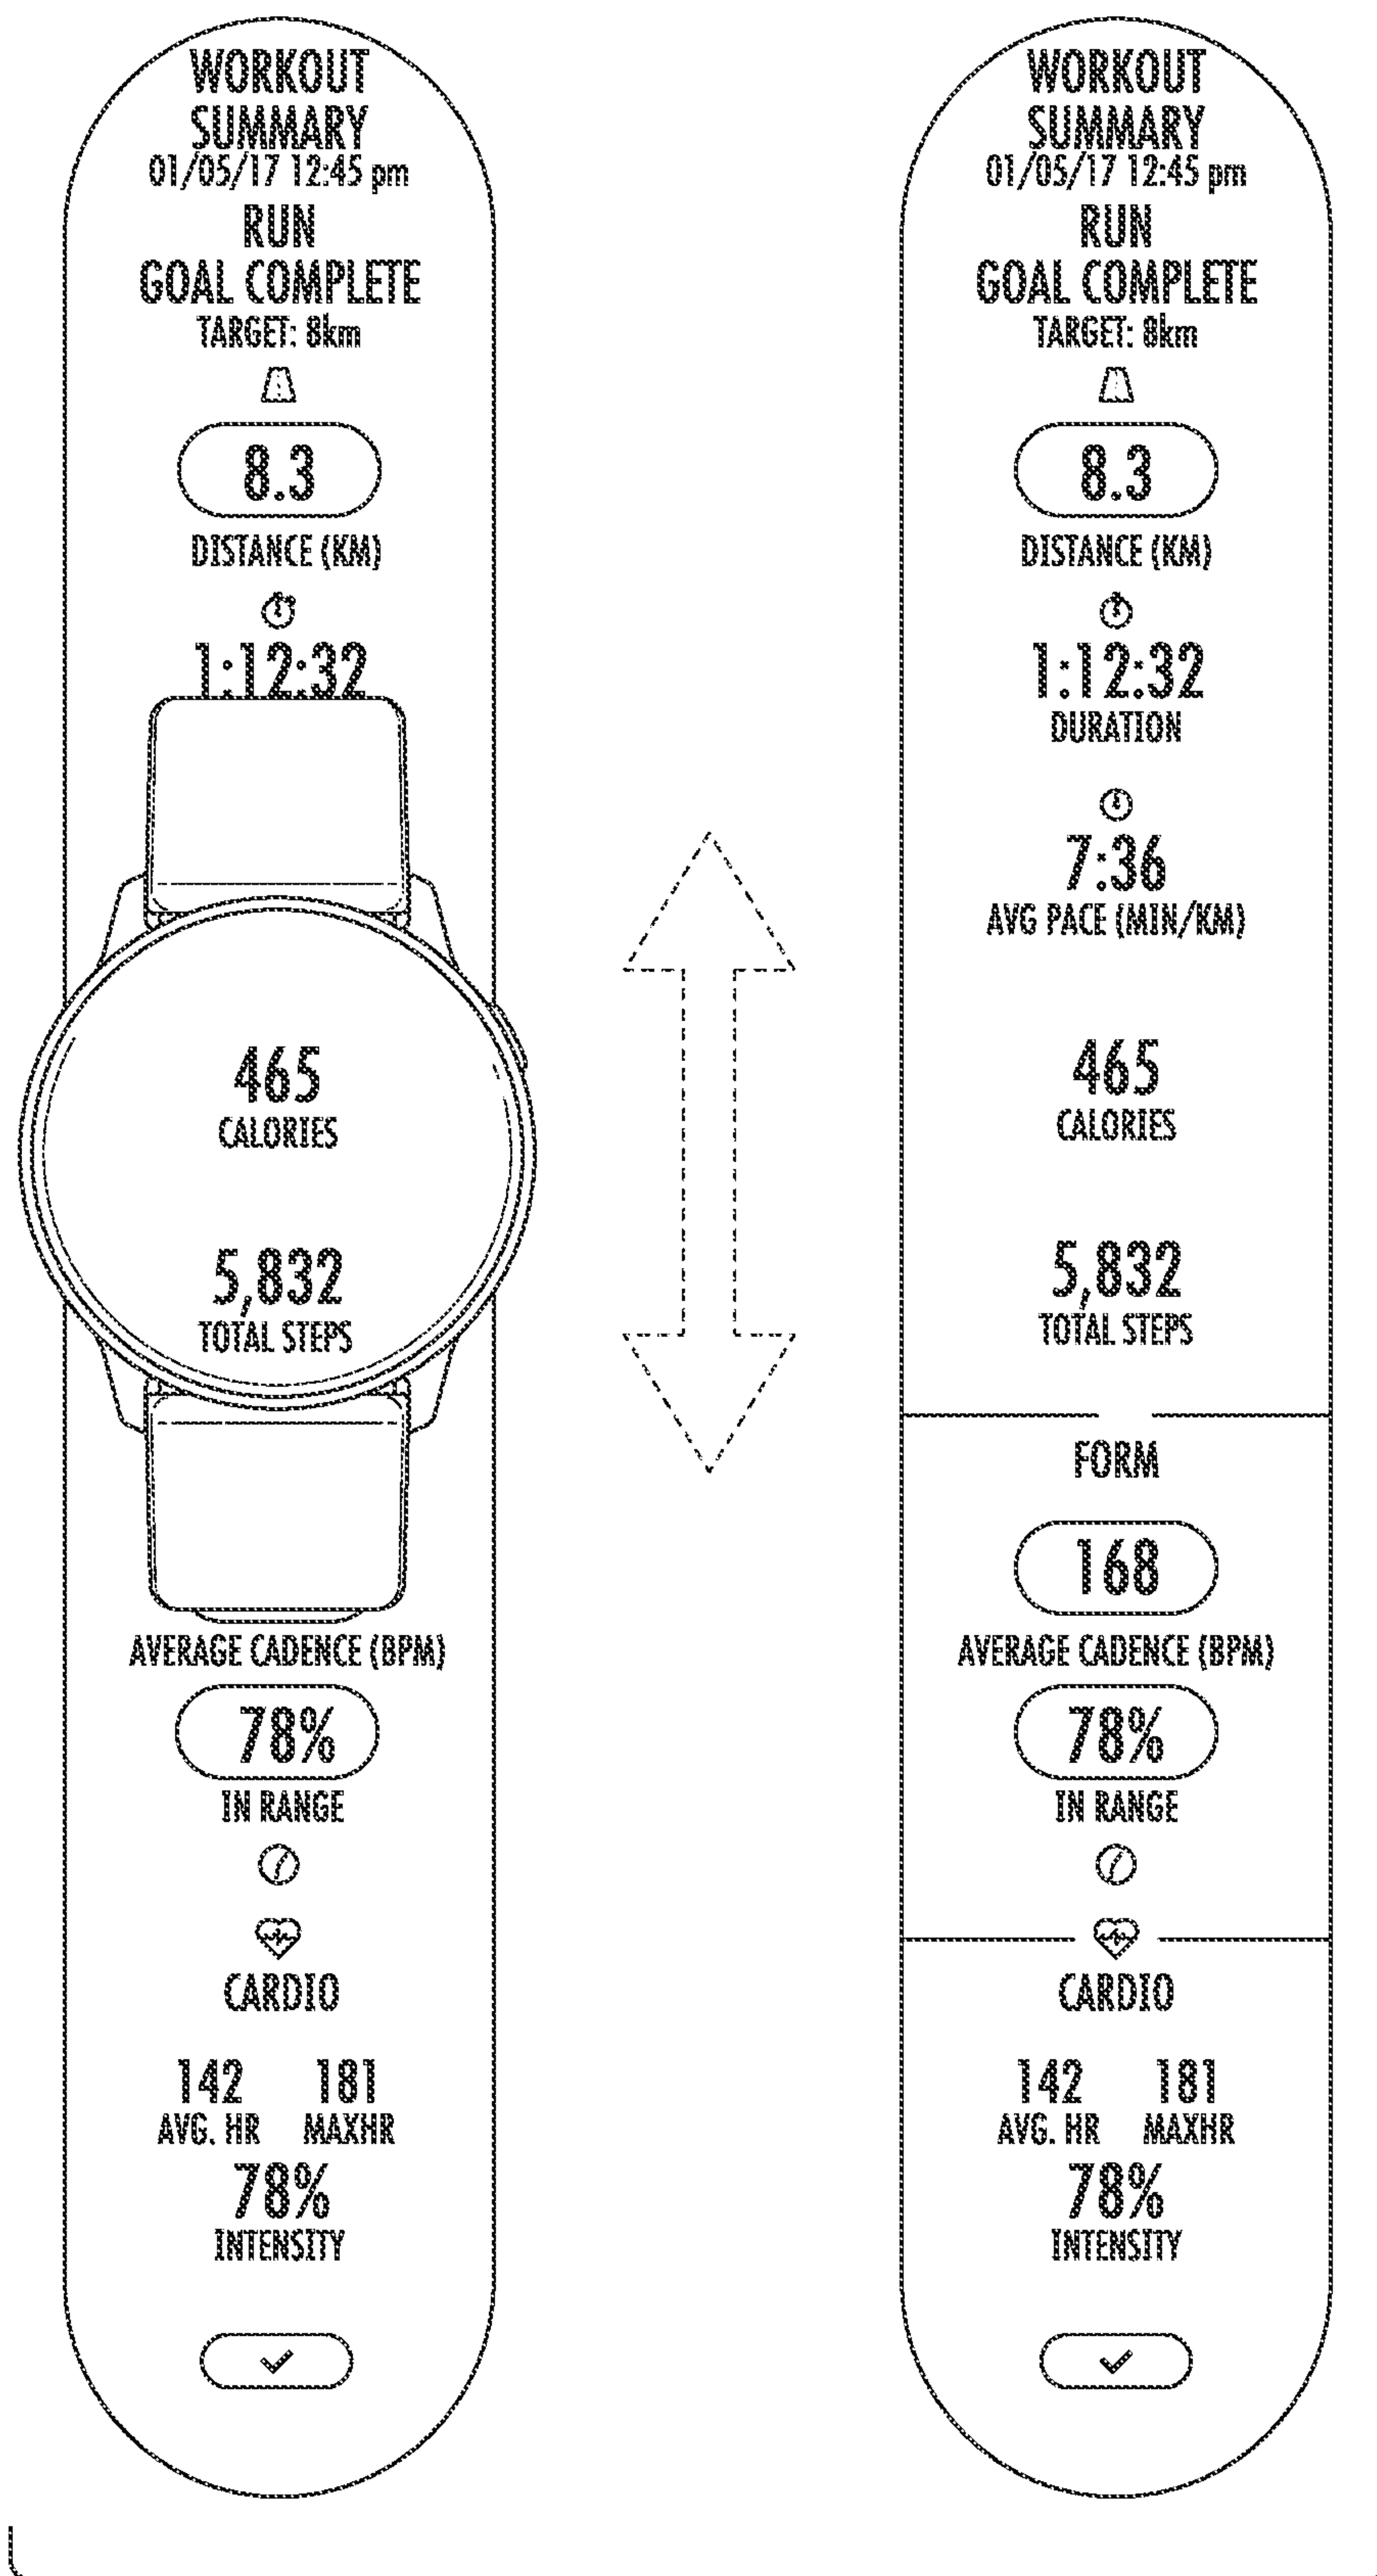 WORKOUT
SUMMARY
01/05/17 12:45 pm
RUN
GOAL COMPLETE
TARGET: 8km
8.3
DISTANCE (KM)
1:12:32
465
CALORIES
5,832
TOTAL STEPS
AVERAGE CADENCE (BPM)
78%
IN RANGE
CARDIO
142 181
AVG. HR MAXHR
78%
INTENSITY
WORKOUT
SUMMARY
01/05/17 12:45 pm
RUN
GOAL COMPLETE
TARGET: 8km
8.3
DISTANCE (KM)
1:12:32
DURATION
7:36
AVG PACE (MIN/KM)
465
CALORIES
5,832
TOTAL STEPS
FORM
168
AVERAGE CADENCE (BPM)
78%
IN RANGE
CARDIO
142 181
AVG. HR MAXHR
78%
INTENSITY